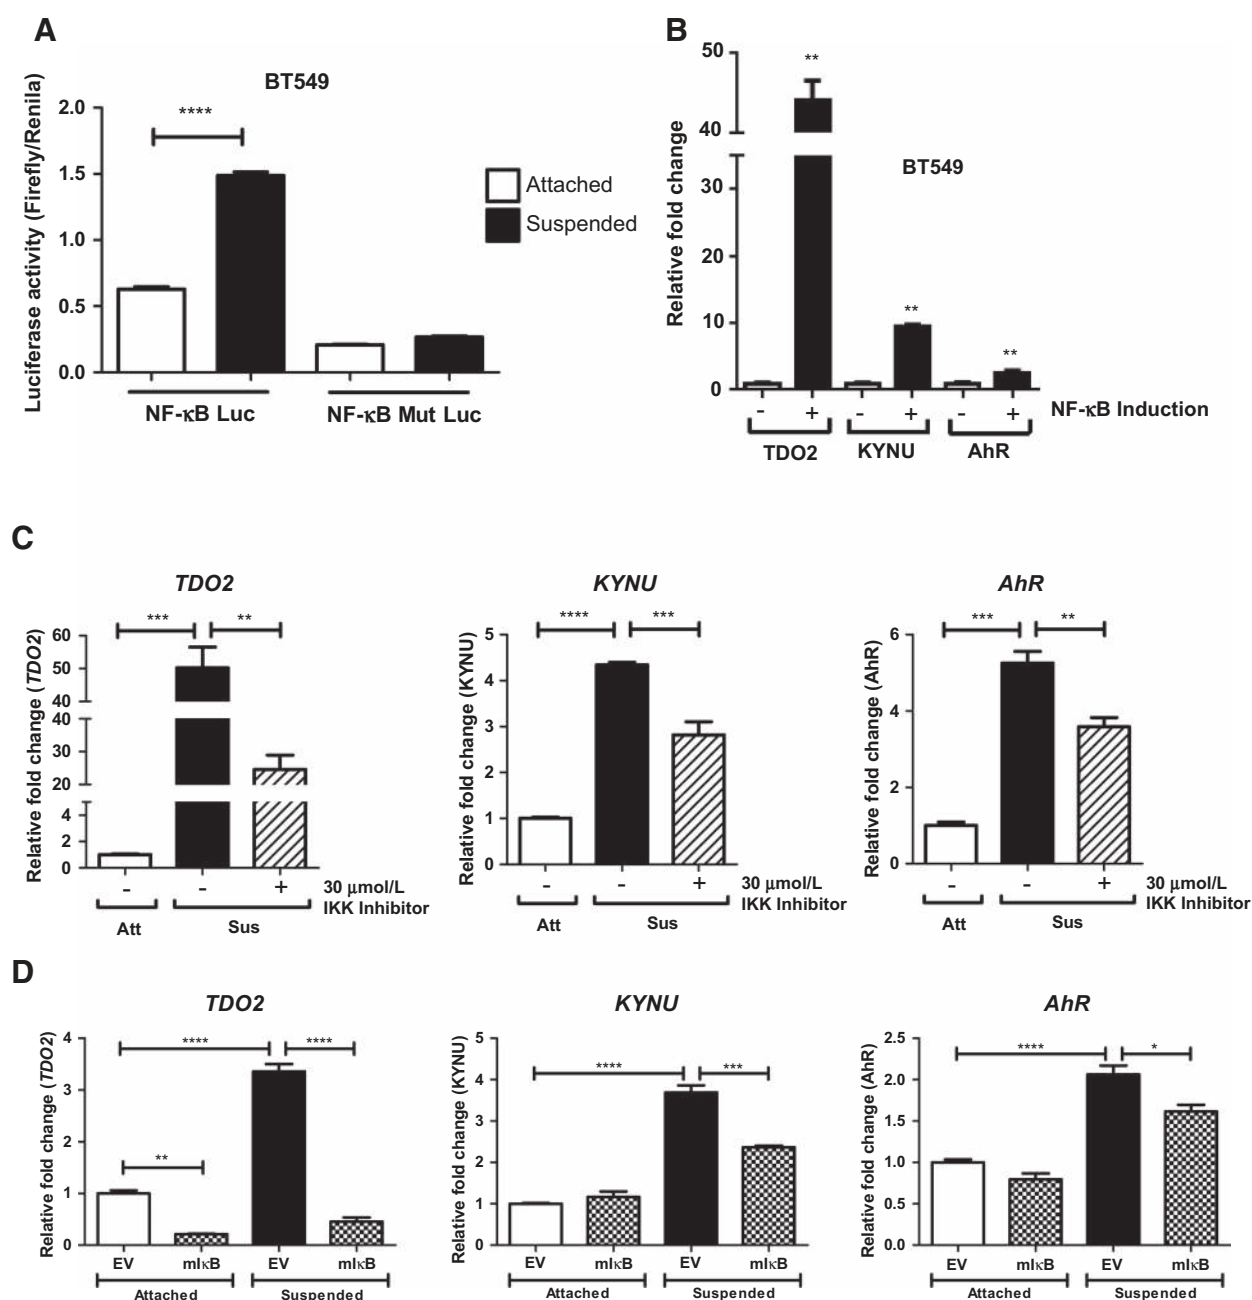 A
BT549
Luciferase activity (Firefly/Renila)
2.0
1.5
1.0
0.5
0.0
****
Attached
Suspended
NF-κB Luc
NF-κB Mut Luc
B
BT549
Relative fold change
50
40
30
20
10
0
**
**
**
- + - + - + NF-κB Induction
TDO2 KYNU AhR
C
TDO2
Relative fold change (TDO2)
60
50
40
40
30
20
4
2
0
*** **
- - + 30 μmol/L
IKK Inhibitor
Att Sus
KYNU
Relative fold change (KYNU)
5
4
3
2
1
0
**** ***
- - + 30 μmol/L
IKK Inhibitor
Att Sus
AhR
Relative fold change (AhR)
6
4
2
0
*** **
- - + 30 μmol/L
IKK Inhibitor
Att Sus
D
TDO2
Relative fold change (TDO2)
4
3
2
1
0
**** ****
**
EV mIκB EV mIκB
Attached Suspended
KYNU
Relative fold change (KYNU)
5
4
3
2
1
0
**** ***
EV mIκB EV mIκB
Attached Suspended
AhR
Relative fold change (AhR)
2.5
2.0
1.5
1.0
0.5
0.0
**** *
EV mIκB EV mIκB
Attached Suspended